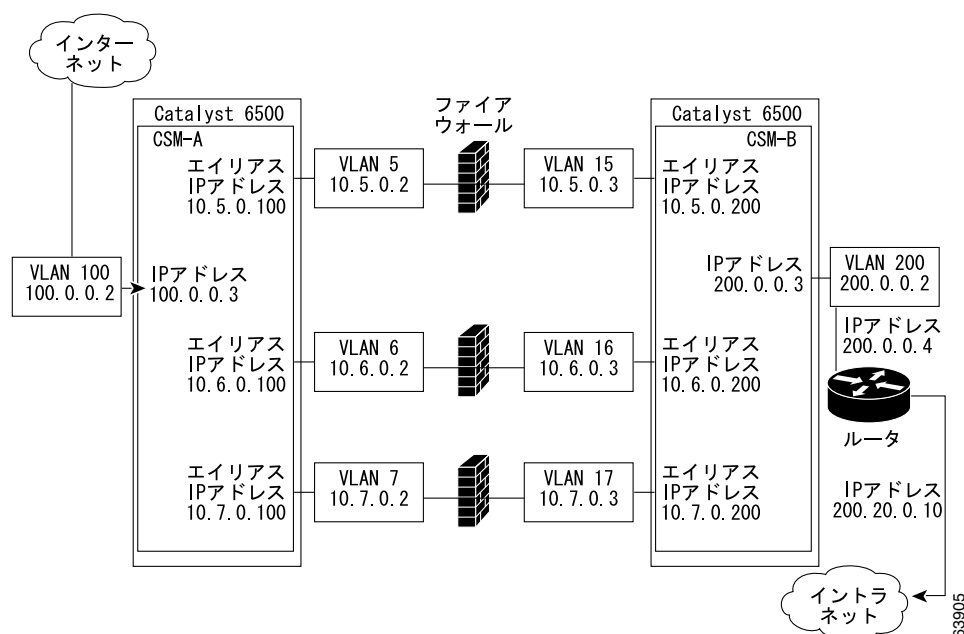 インター
ネット
Catalyst 6500
CSM-A
エイリアス
IPアドレス
10.5.0.100
VLAN 5
10.5.0.2
ファイア
ウォール
VLAN 15
10.5.0.3
Catalyst 6500
CSM-B
エイリアス
IPアドレス
10.5.0.200
VLAN 100
100.0.0.2
IPアドレス
100.0.0.3
IPアドレス
200.0.0.3
VLAN 200
200.0.0.2
エイリアス
IPアドレス
10.6.0.100
VLAN 6
10.6.0.2
VLAN 16
10.6.0.3
エイリアス
IPアドレス
10.6.0.200
IPアドレス
200.0.0.4
ルータ
エイリアス
IPアドレス
10.7.0.100
VLAN 7
10.7.0.2
VLAN 17
10.7.0.3
エイリアス
IPアドレス
10.7.0.200
IPアドレス
200.20.0.10
イントラ
ネット
63905